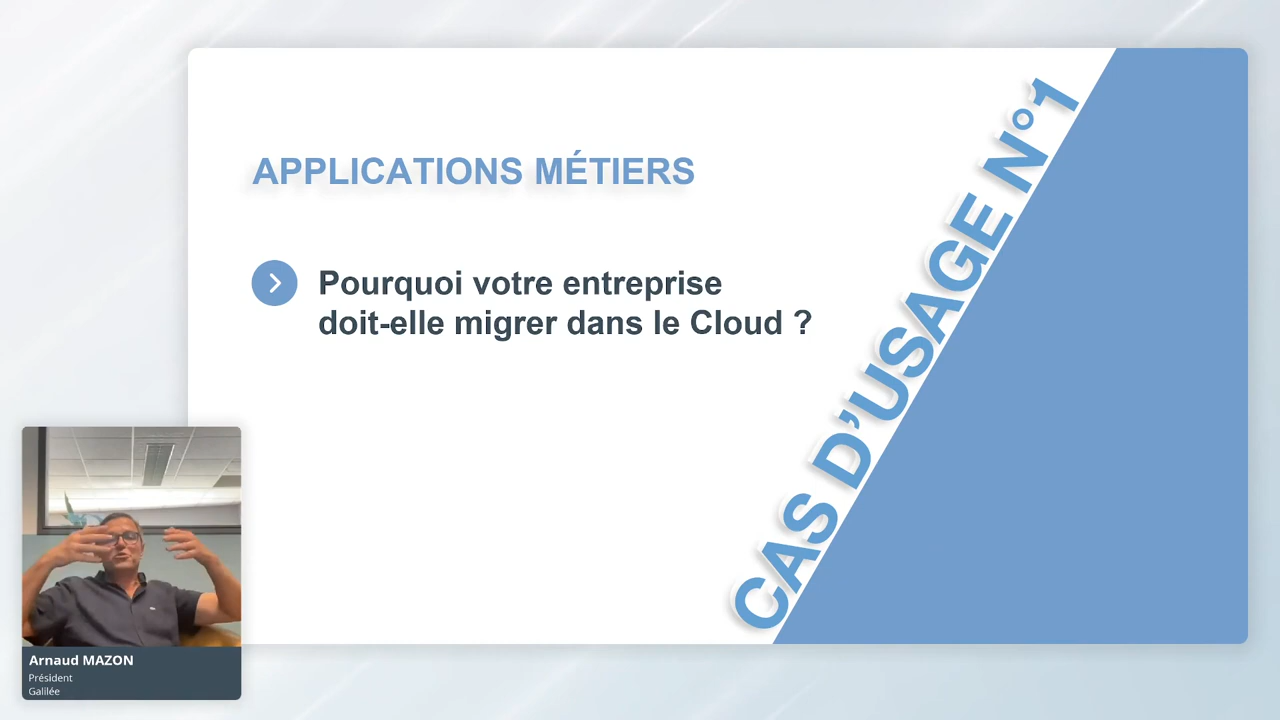 APPLICATIONS MÉTIERS
Pourquoi votre entreprise
doit-elle migrer dans le Cloud ?
CAS D’USAGE N°1
Arnaud MAZON
Président
Galilée